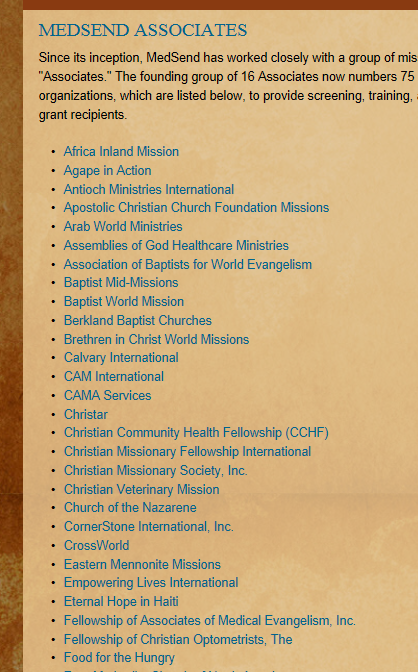 MEDSEND ASSOCIATES
Since its inception, MedSend has worked closely with a group of mis
"Associates." The founding group of 16 Associates now numbers 75
organizations, which are listed below, to provide screening, training,
grant recipients.
• Africa Inland Mission
• Agape in Action
• Antioch Ministries International
• Apostolic Christian Church Foundation Missions
• Arab World Ministries
• Assemblies of God Healthcare Ministries
• Association of Baptists for World Evangelism
• Baptist Mid-Missions
• Baptist World Mission
• Berkland Baptist Churches
• Brethren in Christ World Missions
• Calvary International
• CAM International
• CAMA Services
• Christar
• Christian Community Health Fellowship (CCHF)
• Christian Missionary Fellowship International
• Christian Missionary Society, Inc.
• Christian Veterinary Mission
• Church of the Nazarene
• CornerStone International, Inc.
• CrossWorld
• Eastern Mennonite Missions
• Empowering Lives International
• Eternal Hope in Haiti
• Fellowship of Associates of Medical Evangelism, Inc.
• Fellowship of Christian Optometrists, The
• Food for the Hungry